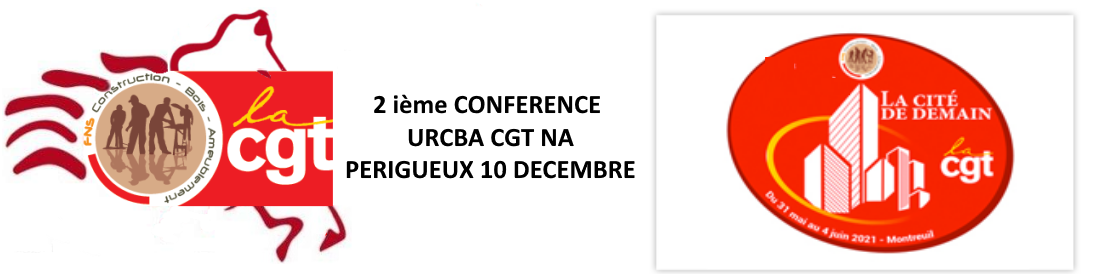 FNS Construction - Bois - Ameublement
la
cgt
2 ième CONFERENCE
URCBA CGT NA
PERIGUEUX 10 DECEMBRE
LA CITÉ
DE DEMAIN
la
cgt
Du 31 mai au 4 juin 2021 - Montreuil